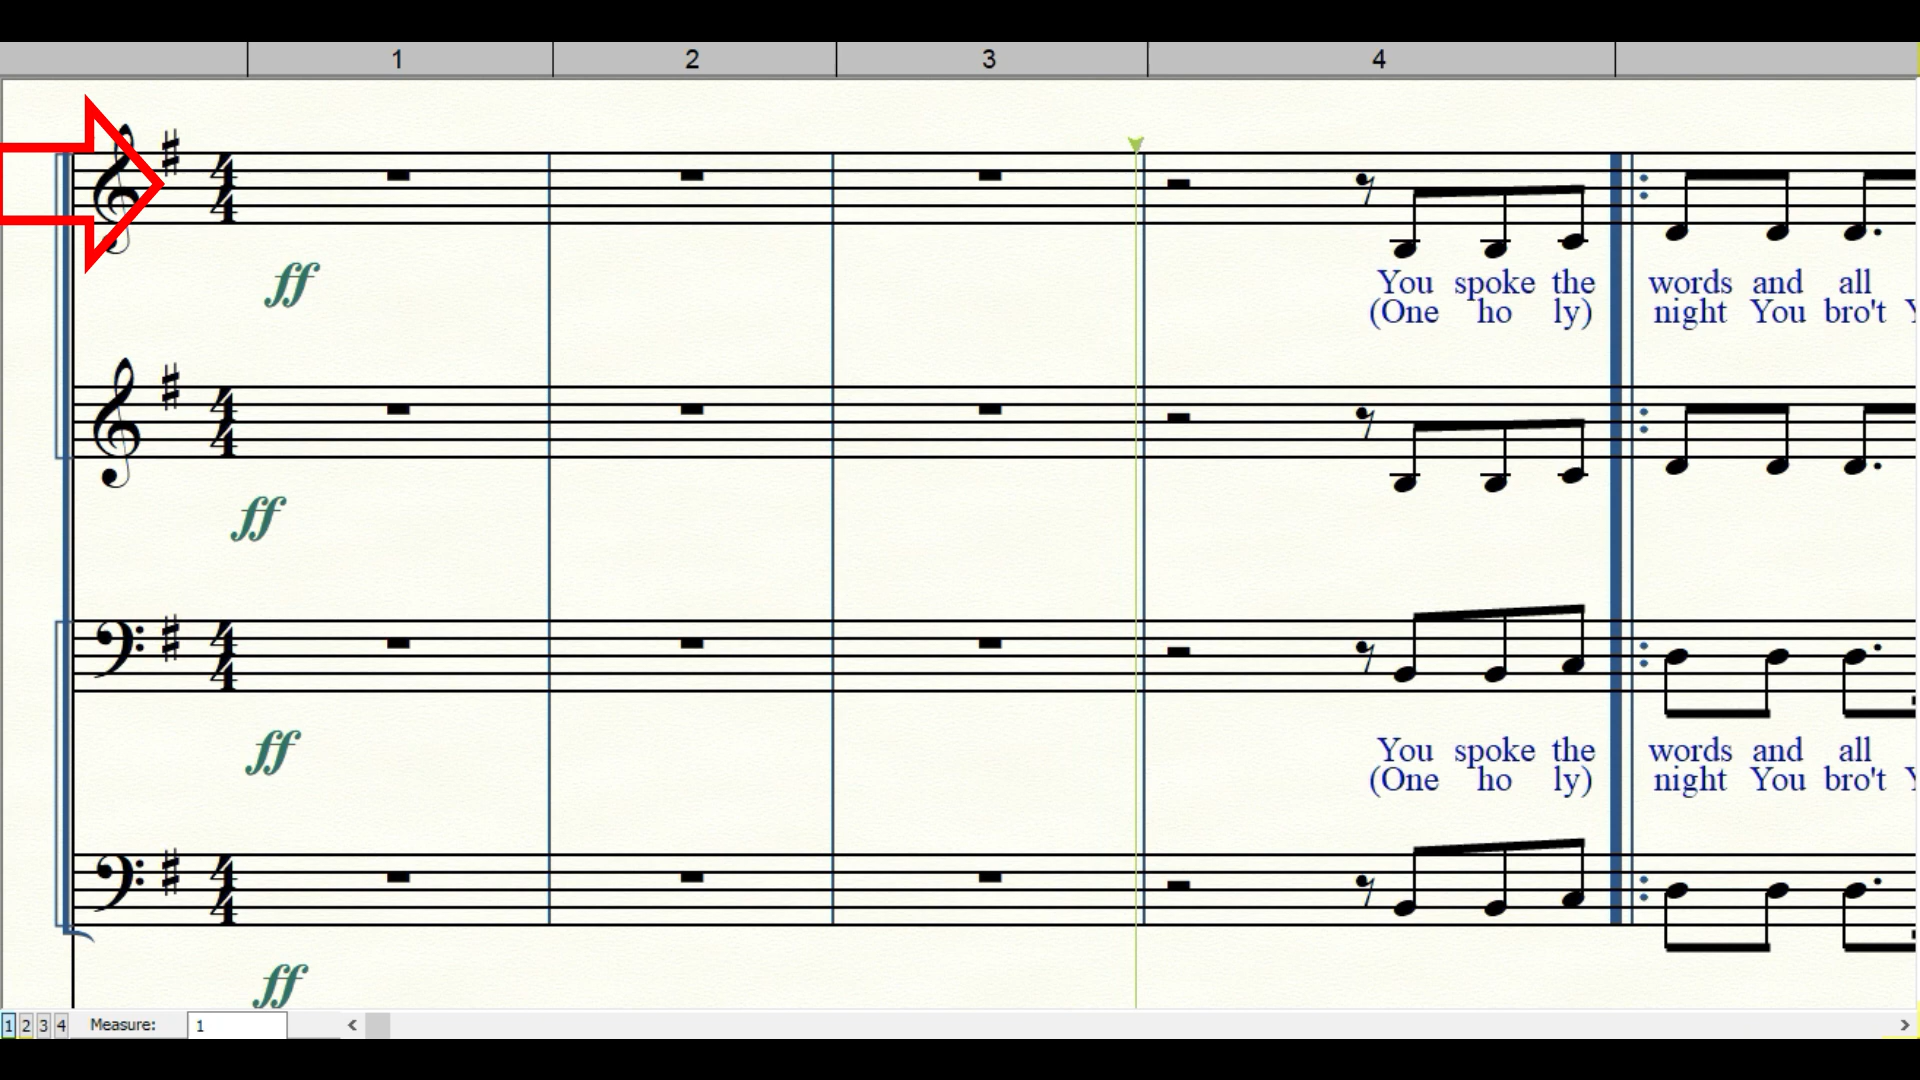 1 2 3 4
ff
You spoke the words and all
(One ho ly) night You bro't Y
ff
ff
You spoke the words and all
(One ho ly) night You bro't Y
ff
1 2 3 4 Measure: 1